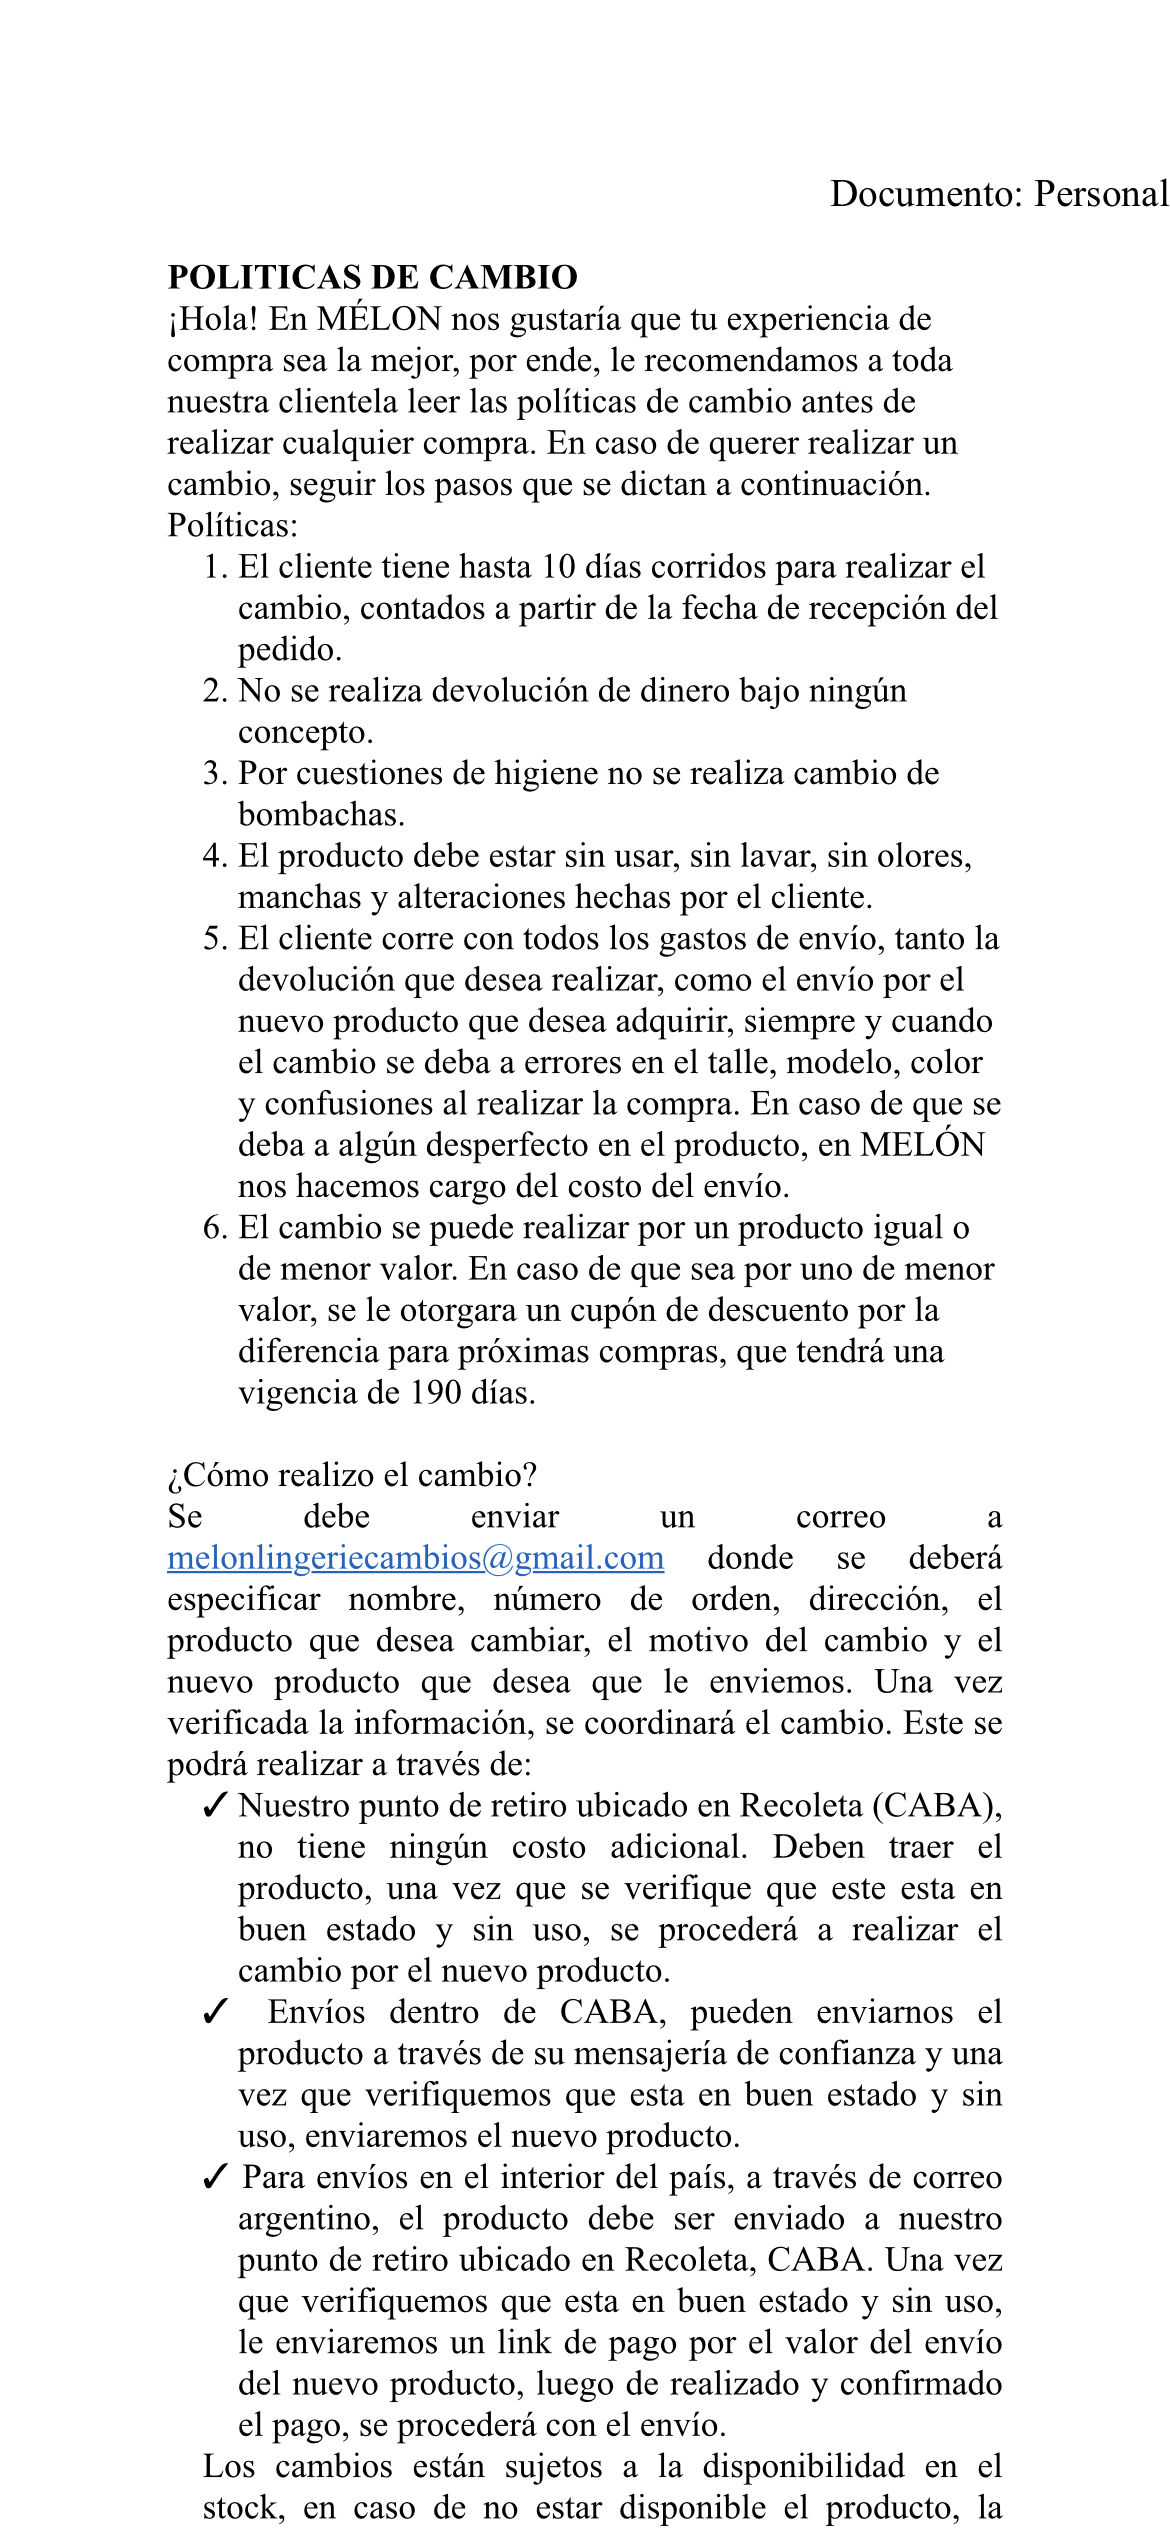 Documento: Personal
POLITICAS DE CAMBIO
¡Hola! En MÉLON nos gustaría que tu experiencia de
compra sea la mejor, por ende, le recomendamos a toda
nuestra clientela leer las políticas de cambio antes de
realizar cualquier compra. En caso de querer realizar un
cambio, seguir los pasos que se dictan a continuación.
Políticas:
1. El cliente tiene hasta 10 días corridos para realizar el
cambio, contados a partir de la fecha de recepción del
pedido.
2. No se realiza devolución de dinero bajo ningún
concepto.
3. Por cuestiones de higiene no se realiza cambio de
bombachas.
4. El producto debe estar sin usar, sin lavar, sin olores,
manchas y alteraciones hechas por el cliente.
5. El cliente corre con todos los gastos de envío, tanto la
devolución que desea realizar, como el envío por el
nuevo producto que desea adquirir, siempre y cuando
el cambio se deba a errores en el talle, modelo, color
y confusiones al realizar la compra. En caso de que se
deba a algún desperfecto en el producto, en MELÓN
nos hacemos cargo del costo del envío.
6. El cambio se puede realizar por un producto igual o
de menor valor. En caso de que sea por uno de menor
valor, se le otorgara un cupón de descuento por la
diferencia para próximas compras, que tendrá una
vigencia de 190 días.
¿Cómo realizo el cambio?
Se debe enviar un correo a
melonlingeriecambios@gmail.com donde se deberá
especificar nombre, número de orden, dirección, el
producto que desea cambiar, el motivo del cambio y el
nuevo producto que desea que le enviemos. Una vez
verificada la información, se coordinará el cambio. Este se
podrá realizar a través de:
✓ Nuestro punto de retiro ubicado en Recoleta (CABA),
no tiene ningún costo adicional. Deben traer el
producto, una vez que se verifique que este esta en
buen estado y sin uso, se procederá a realizar el
cambio por el nuevo producto.
✓ Envíos dentro de CABA, pueden enviarnos el
producto a través de su mensajería de confianza y una
vez que verifiquemos que esta en buen estado y sin
uso, enviaremos el nuevo producto.
✓ Para envíos en el interior del país, a través de correo
argentino, el producto debe ser enviado a nuestro
punto de retiro ubicado en Recoleta, CABA. Una vez
que verifiquemos que esta en buen estado y sin uso,
le enviaremos un link de pago por el valor del envío
del nuevo producto, luego de realizado y confirmado
el pago, se procederá con el envío.
Los cambios están sujetos a la disponibilidad en el
stock, en caso de no estar disponible el producto, la